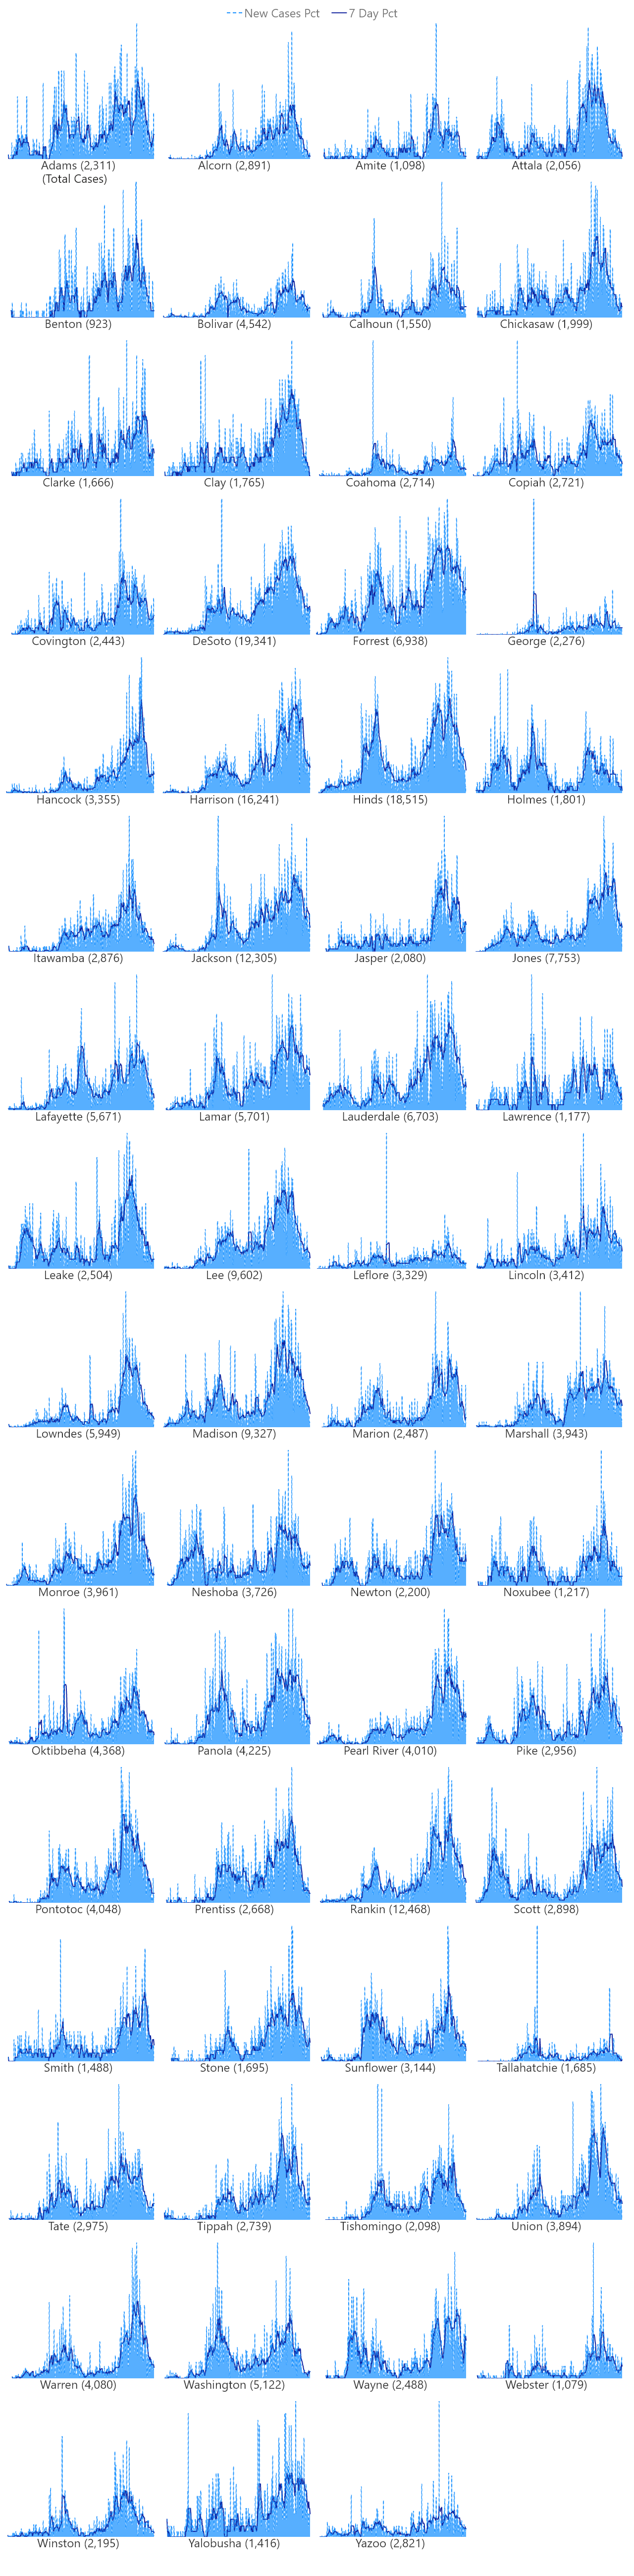 New Cases Pct 7 Day Pct
Adams (2,311) Alcorn (2,891) Amite (1,098) Attala (2,056)
(Total Cases)
Benton (923) Bolivar (4,542) Calhoun (1,550) Chickasaw (1,999)
Clarke (1,666) Clay (1,765) Coahoma (2,714) Copiah (2,721)
Covington (2,443) DeSoto (19,341) Forrest (6,938) George (2,276)
Hancock (3,355) Harrison (16,241) Hinds (18,515) Holmes (1,801)
Itawamba (2,876) Jackson (12,305) Jasper (2,080) Jones (7,753)
Lafayette (5,671) Lamar (5,701) Lauderdale (6,703) Lawrence (1,177)
Leake (2,504) Lee (9,602) Leflore (3,329) Lincoln (3,412)
Lowndes (5,949) Madison (9,327) Marion (2,487) Marshall (3,943)
Monroe (3,961) Neshoba (3,726) Newton (2,200) Noxubee (1,217)
Oktibbeha (4,368) Panola (4,225) Pearl River (4,010) Pike (2,956)
Pontotoc (4,048) Prentiss (2,668) Rankin (12,468) Scott (2,898)
Smith (1,488) Stone (1,695) Sunflower (3,144) Tallahatchie (1,685)
Tate (2,975) Tippah (2,739) Tishomingo (2,098) Union (3,894)
Warren (4,080) Washington (5,122) Wayne (2,488) Webster (1,079)
Winston (2,195) Yalobusha (1,416) Yazoo (2,821)